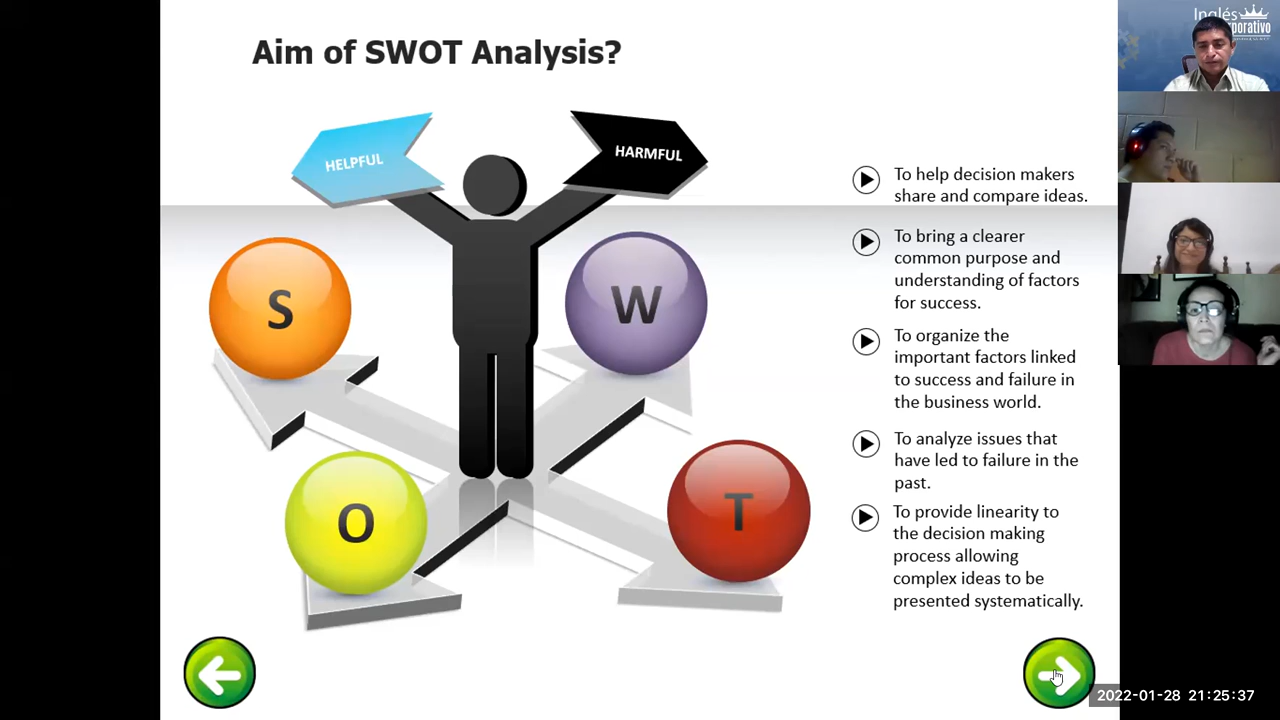 Aim of SWOT Analysis?
HELPFUL
HARMFUL
S
W
O
T
To help decision makers
share and compare ideas.
To bring a clearer
common purpose and
understanding of factors
for success.
To organize the
important factors linked
to success and failure in
the business world.
To analyze issues that
have led to failure in the
past.
To provide linearity to
the decision making
process allowing
complex ideas to be
presented systematically.
Inglés
2022-01-28 21:25:37